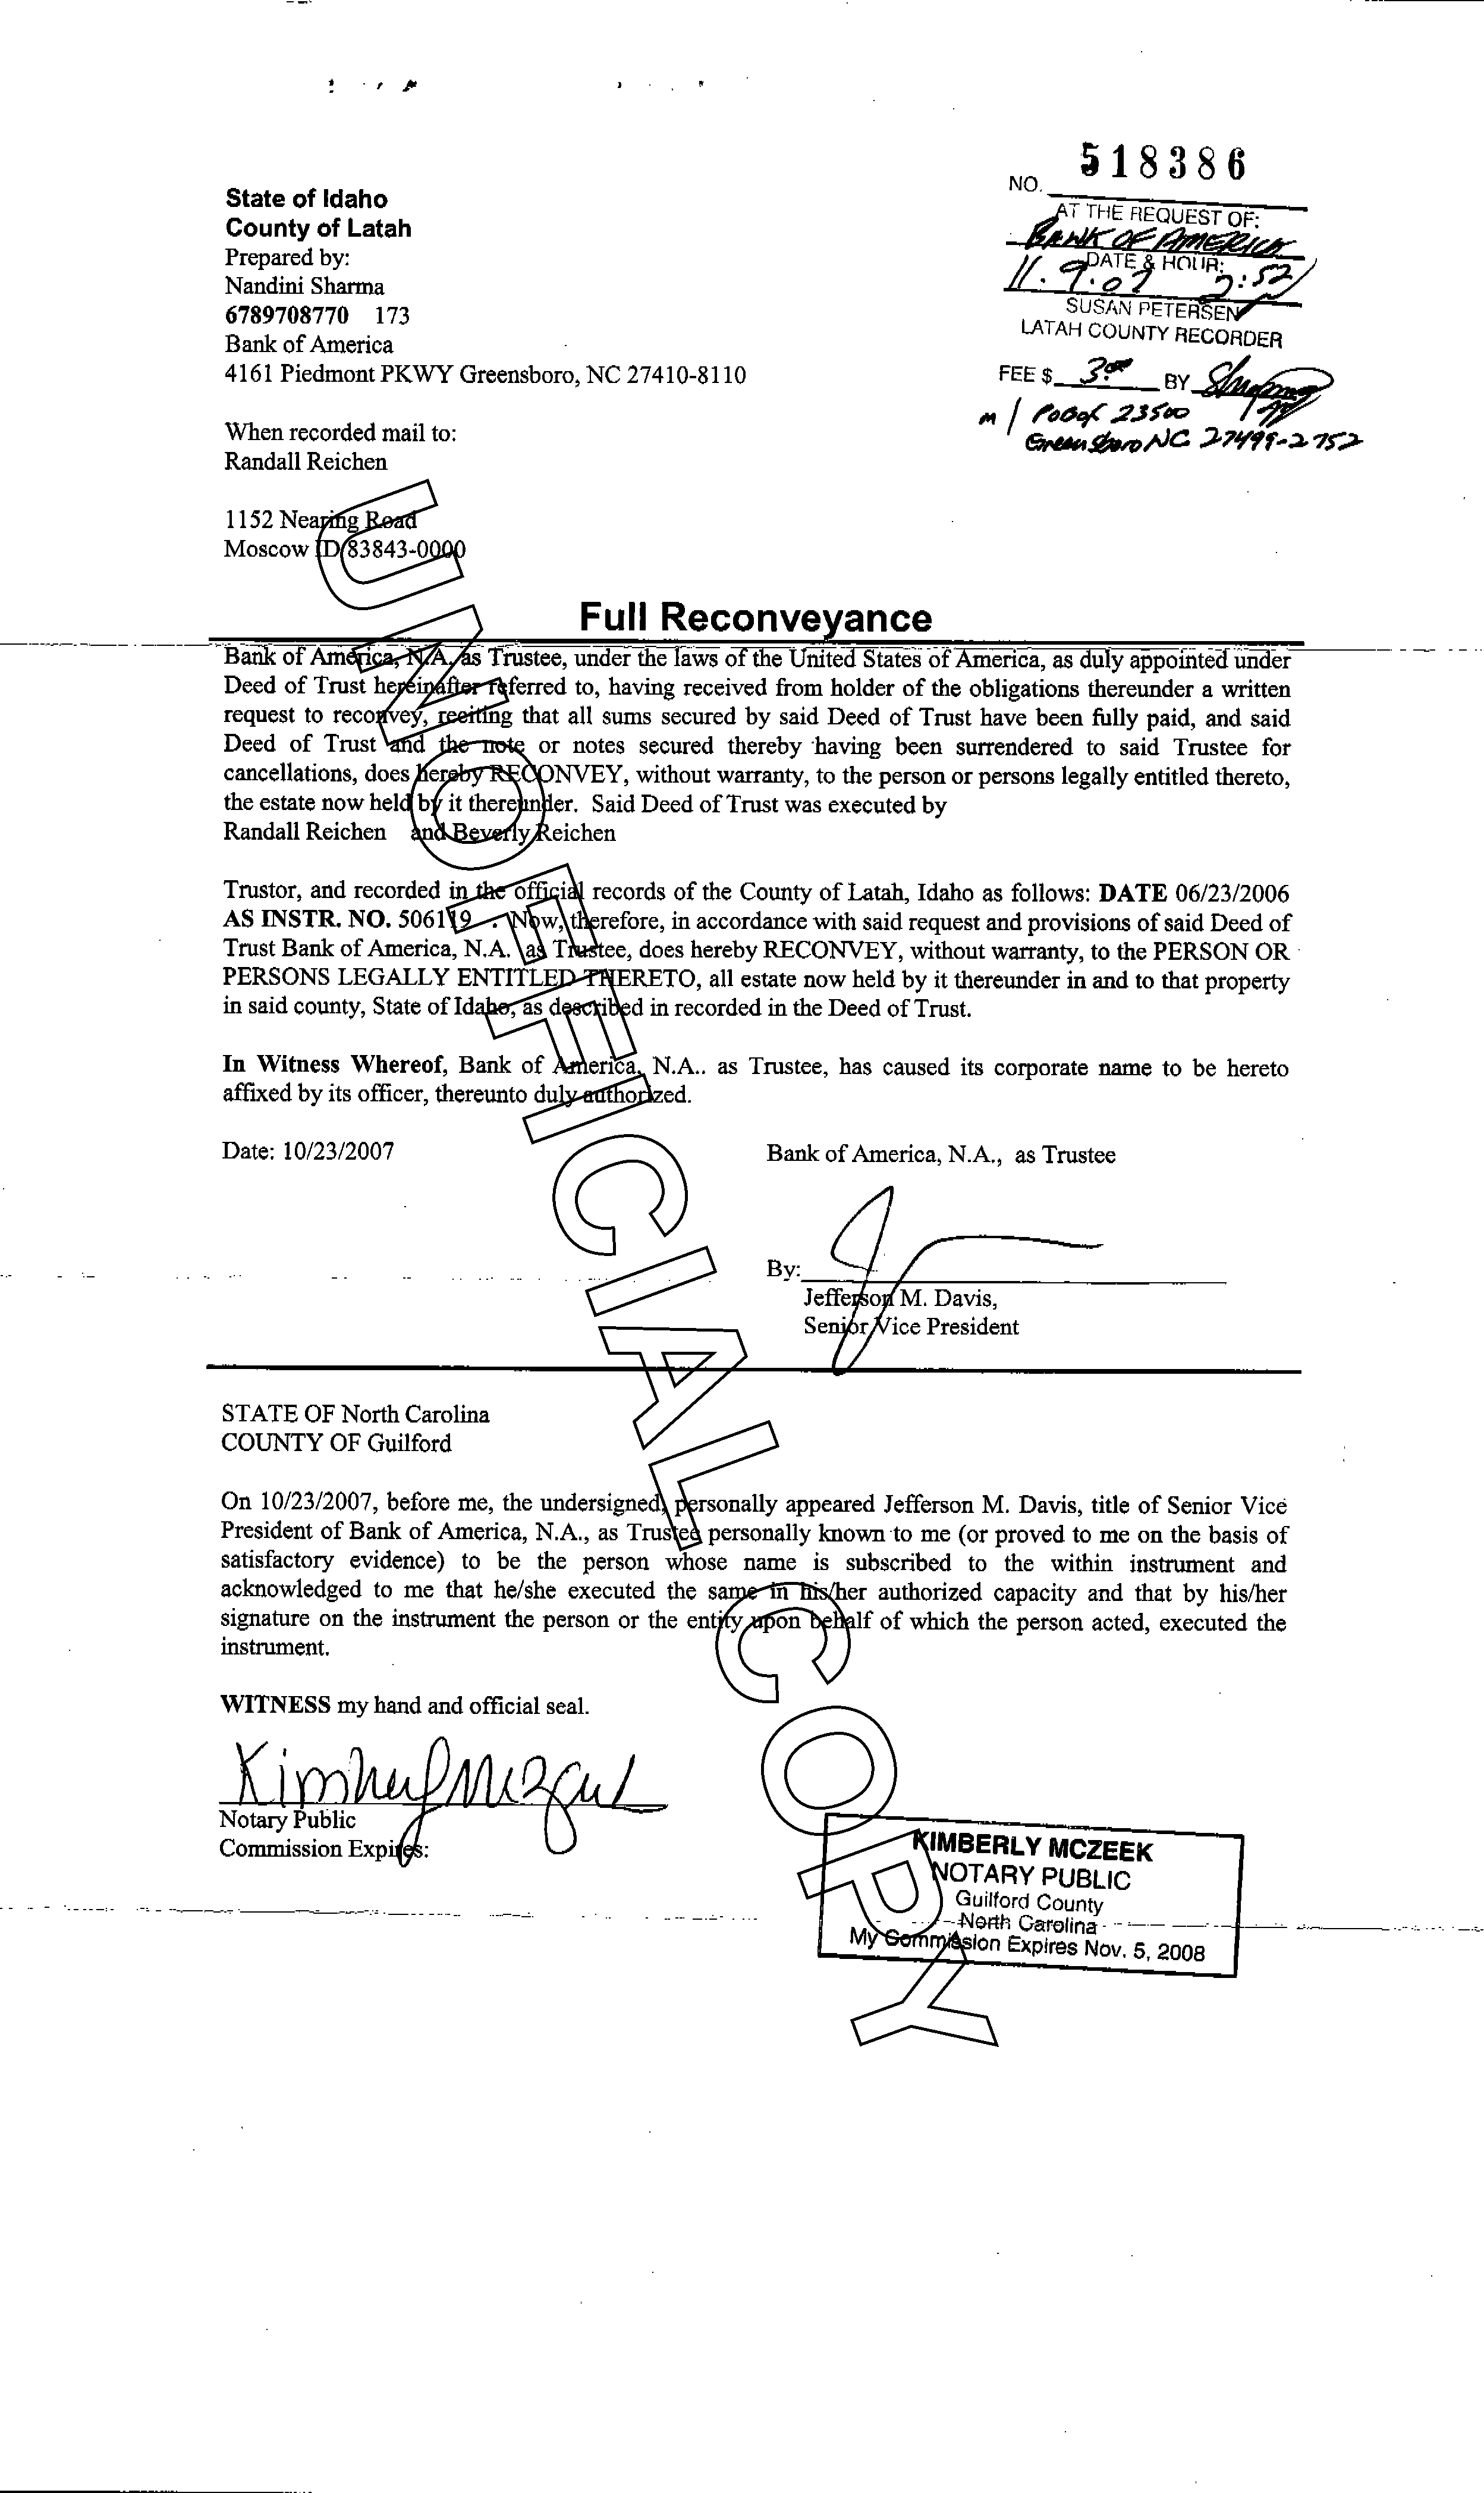 518386
NO.
AT THE REQUEST OF:
BANK OF AMERICA
DATE & HOUR:
11.9.07 2:52
SUSAN PETERSEN
LATAH COUNTY RECORDER
FEE $ 3.00 BY
m/ PO Box 23500
Greensboro NC 27499-2752
State of Idaho
County of Latah
Prepared by:
Nandini Sharma
6789708770 173
Bank of America
4161 Piedmont PKWY Greensboro, NC 27410-8110
When recorded mail to:
Randall Reichen
1152 Nearing Road
Moscow ID 83843-0000
Full Reconveyance
Bank of America, N.A. as Trustee, under the laws of the United States of America, as duly appointed under
Deed of Trust hereinafter referred to, having received from holder of the obligations thereunder a written
request to reconvey, reciting that all sums secured by said Deed of Trust have been fully paid, and said
Deed of Trust and the note or notes secured thereby having been surrendered to said Trustee for
cancellations, does hereby RECONVEY, without warranty, to the person or persons legally entitled thereto,
the estate now held by it thereunder. Said Deed of Trust was executed by
Randall Reichen and Beverly Reichen
Trustor, and recorded in the official records of the County of Latah, Idaho as follows: DATE 06/23/2006
AS INSTR. NO. 506119 . Now, therefore, in accordance with said request and provisions of said Deed of
Trust Bank of America, N.A. as Trustee, does hereby RECONVEY, without warranty, to the PERSON OR
PERSONS LEGALLY ENTITLED THERETO, all estate now held by it thereunder in and to that property
in said county, State of Idaho, as described in recorded in the Deed of Trust.
In Witness Whereof, Bank of America, N.A.. as Trustee, has caused its corporate name to be hereto
affixed by its officer, thereunto duly authorized.
Date: 10/23/2007
Bank of America, N.A., as Trustee
By:
Jefferson M. Davis,
Senior Vice President
STATE OF North Carolina
COUNTY OF Guilford
On 10/23/2007, before me, the undersigned, personally appeared Jefferson M. Davis, title of Senior Vice
President of Bank of America, N.A., as Trustee personally known to me (or proved to me on the basis of
satisfactory evidence) to be the person whose name is subscribed to the within instrument and
acknowledged to me that he/she executed the same in his/her authorized capacity and that by his/her
signature on the instrument the person or the entity upon behalf of which the person acted, executed the
instrument.
WITNESS my hand and official seal.
Kimberly McZeek
Notary Public
Commission Expires:
KIMBERLY MCZEEK
NOTARY PUBLIC
Guilford County
North Carolina
My Commission Expires Nov. 5, 2008
UNOFFICIAL COPY